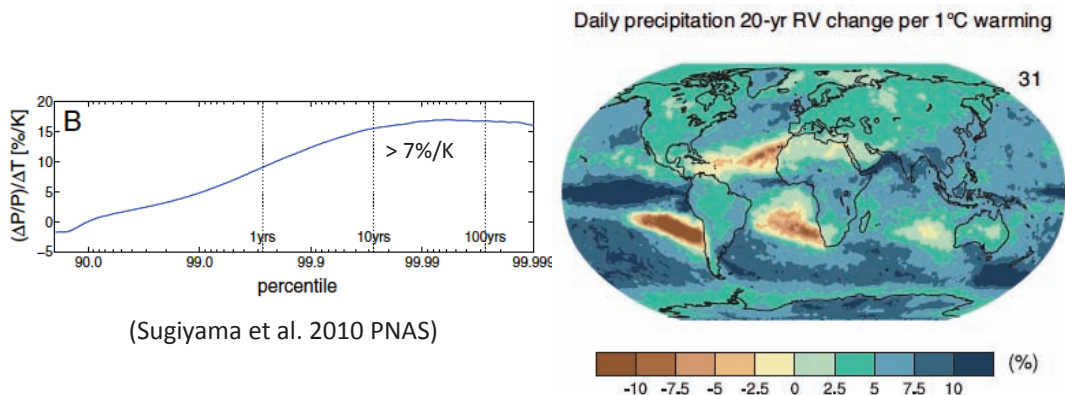 Daily precipitation 20-yr RV change per 1°C warming
31
B
(ΔP/P)/ΔT [%/K]
20
15
10
5
0
−5
> 7%/K
1yrs
10yrs
100yrs
90.0
99.0
99.9
99.99
99.999
percentile
(Sugiyama et al. 2010 PNAS)
(%)
-10 -7.5 -5 -2.5 0 2.5 5 7.5 10